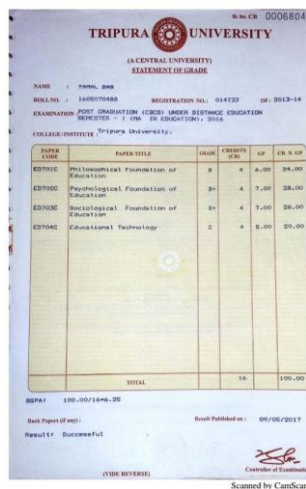 Sl. No. CB 0006804
TRIPURA UNIVERSITY
(A CENTRAL UNIVERSITY)
STATEMENT OF GRADE
NAME : TAMAL DAS
ROLL NO. : 1605070488 REGISTRATION NO. : 014733 OF : 2013-14
EXAMINATION POST GRADUATION (CBCS) UNDER DISTANCE EDUCATION
SEMESTER - I (MA IN EDUCATION), 2016
COLLEGE/INSTITUTE : Tripura University.
PAPER CODE PAPER TITLE GRADE CREDITS (CR) GP CR X GP
ED701C Philosophical Foundation of Education B 4 6.00 24.00
ED702C Psychological Foundation of Education B+ 4 7.00 28.00
ED703C Sociological Foundation of Education B+ 4 7.00 28.00
ED704C Educational Technology C 4 5.00 20.00
TOTAL 16 100.00
SGPA: 100.00/16=6.25
Back Papers (if any) : Result Published on : 09/05/2017
Result: Successful
Controller of Examinations
(VIDE REVERSE)
Scanned by CamScan